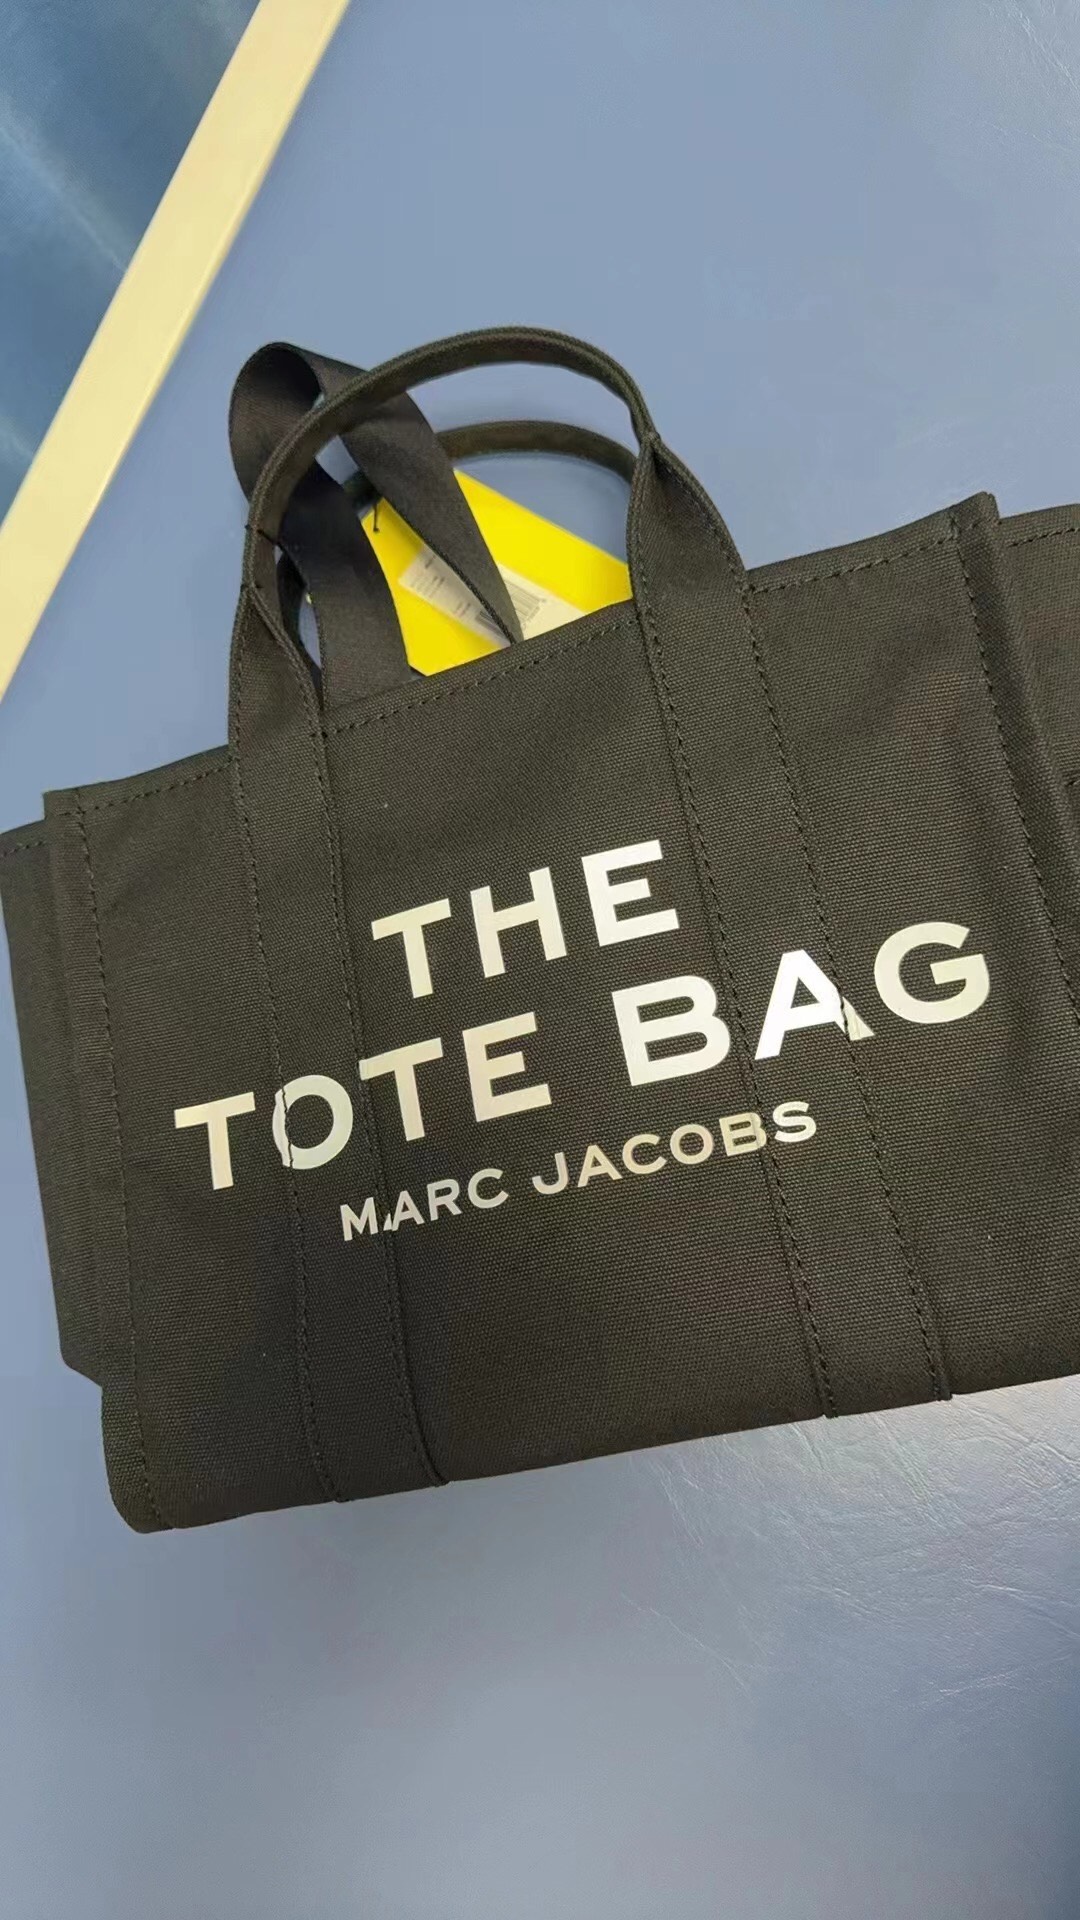 THE
TOTE BAG
MARC JACOBS